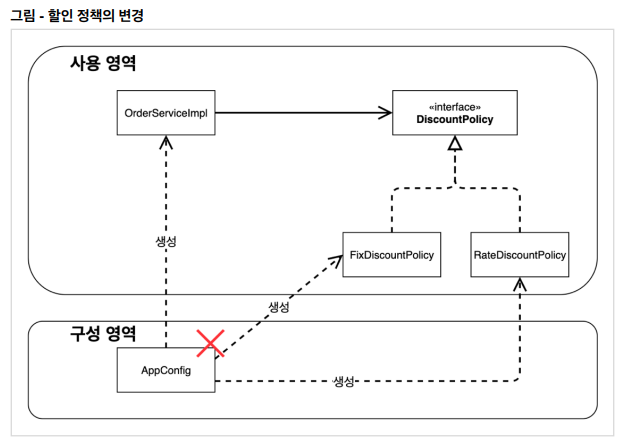 그림 - 할인 정책의 변경
사용 영역
OrderServiceImpl
«interface»
DiscountPolicy
생성
FixDiscountPolicy
RateDiscountPolicy
생성
구성 영역
AppConfig
생성